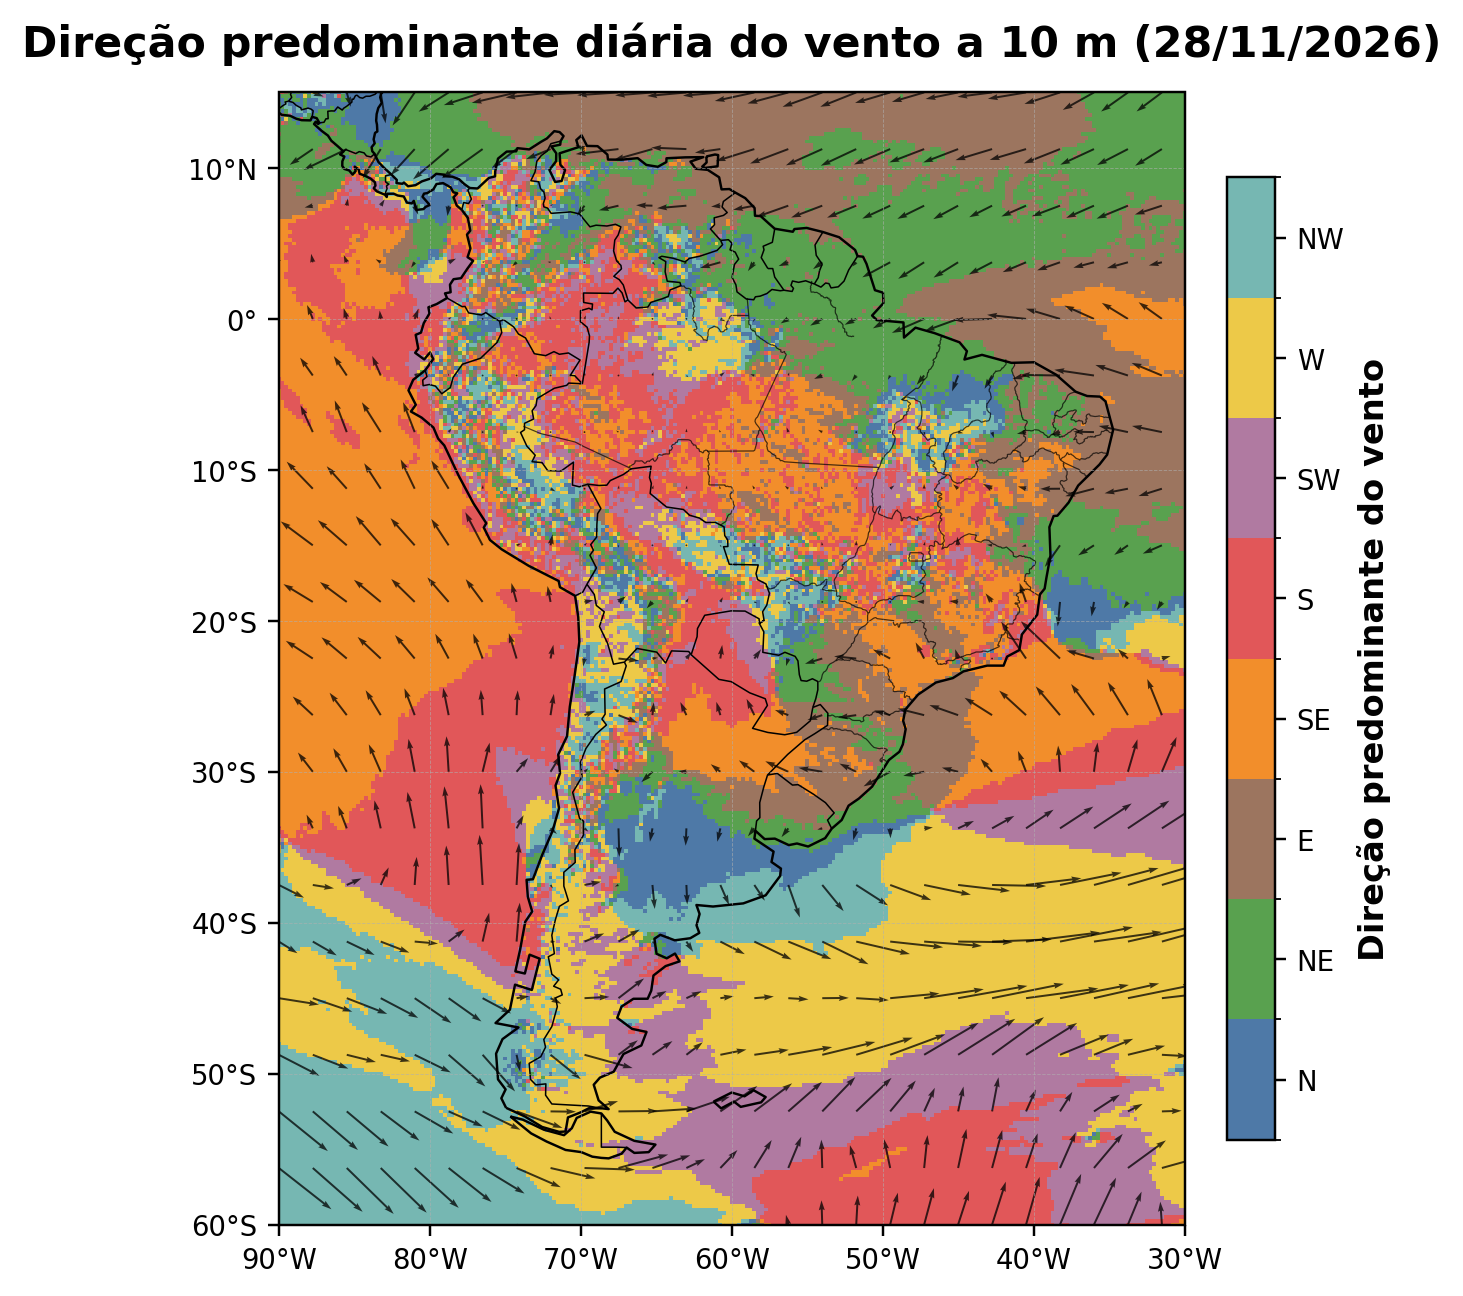 Direção predominante diária do vento a 10 m (28/11/2026)
10°N
0°
10°S
20°S
30°S
40°S
50°S
60°S
90°W
80°W
70°W
60°W
50°W
40°W
30°W
NW
W
SW
S
SE
E
NE
N
Direção predominante do vento